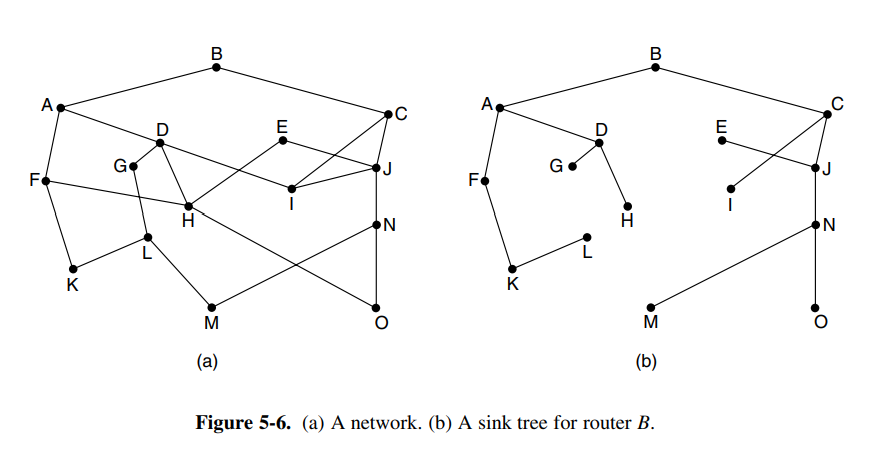 B
B
A
C
A
C
D
E
D
E
G
J
G
J
F
F
I
I
H
H
N
N
L
L
K
K
M
O
M
O
(a)
(b)
Figure 5-6. (a) A network. (b) A sink tree for router B.